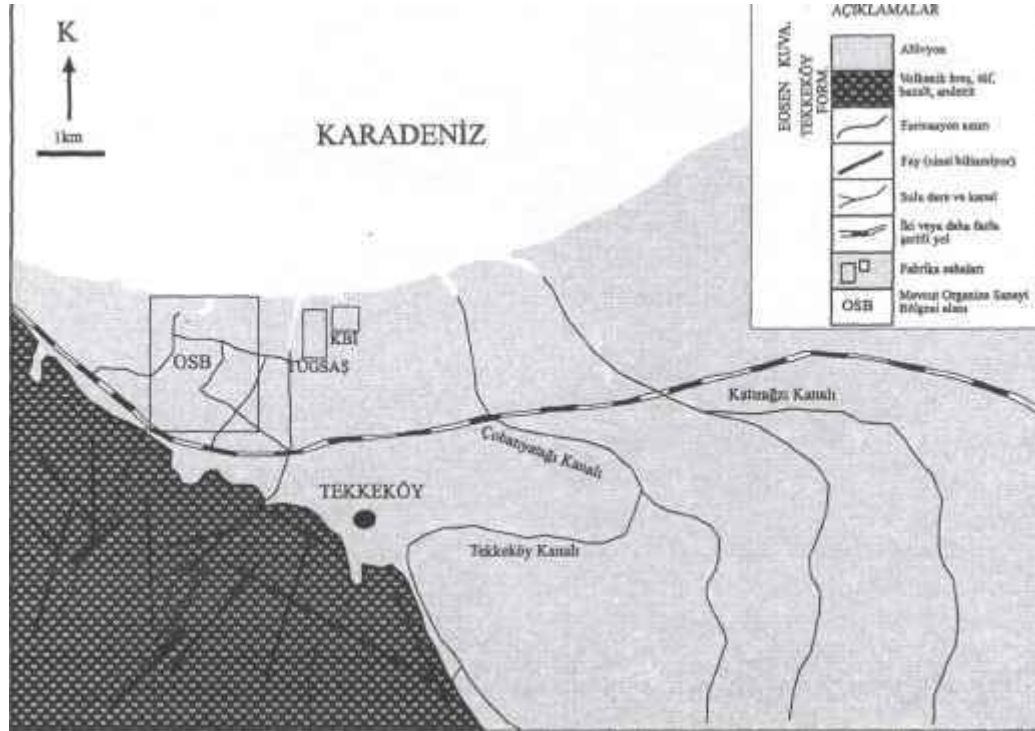 K
1km
KARADENİZ
OSB
KBİ
TÜGSAŞ
TEKKEKÖY
Çobanyatağı Kanalı
Tekkeköy Kanalı
Katırağzı Kanalı
AÇIKLAMALAR
EOSEN KUVA.
TEKKEKÖY
FORM.
Alüvyon
Volkanik breş, tüf,
bazalt, andezit
Formasyon sınırı
Fay (cinsi bilinmiyor)
Sulu dere ve kanal
İki veya daha fazla
şeritli yol
Fabrika sahaları
OSB
Mevcut Organize Sanayi
Bölgesi alanı